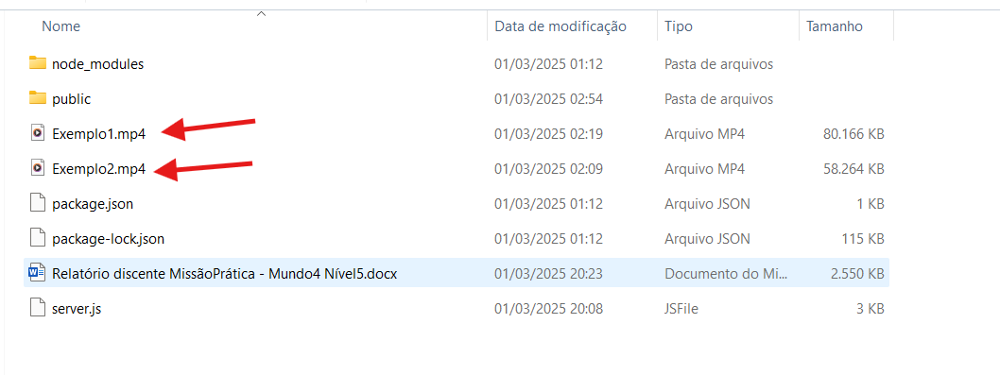 Nome Data de modificação Tipo Tamanho
node_modules 01/03/2025 01:12 Pasta de arquivos
public 01/03/2025 02:54 Pasta de arquivos
Exemplo1.mp4 01/03/2025 02:19 Arquivo MP4 80.166 KB
Exemplo2.mp4 01/03/2025 02:09 Arquivo MP4 58.264 KB
package.json 01/03/2025 01:12 Arquivo JSON 1 KB
package-lock.json 01/03/2025 01:12 Arquivo JSON 115 KB
Relatório discente MissãoPrática - Mundo4 Nível5.docx 01/03/2025 20:23 Documento do Mi... 2.550 KB
server.js 01/03/2025 20:08 JSFile 3 KB